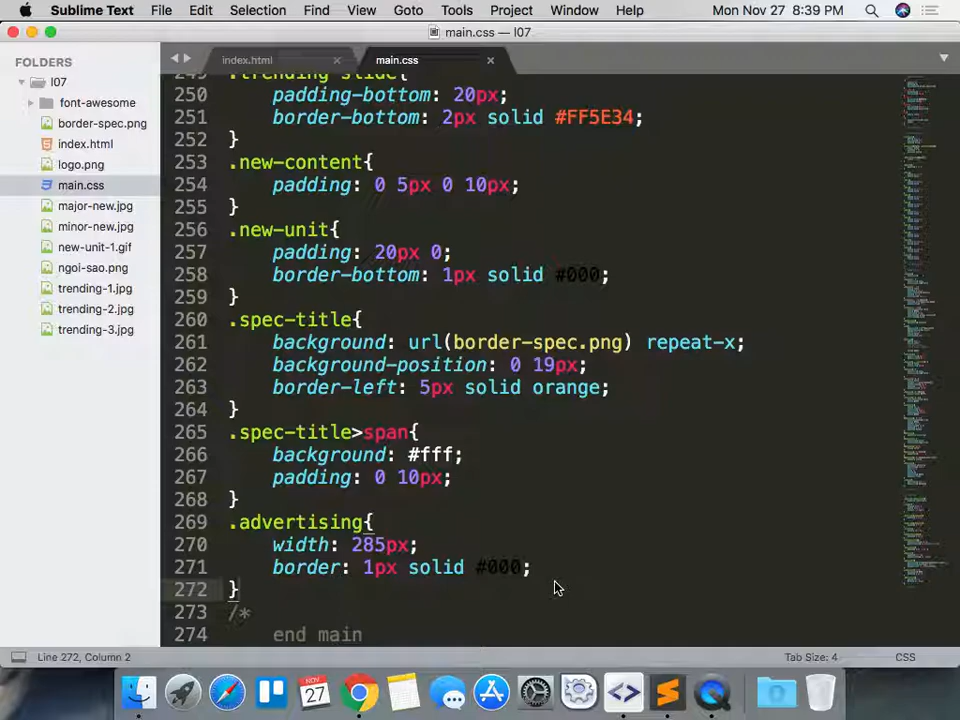 Sublime Text File Edit Selection Find View Goto Tools Project Window Help Mon Nov 27 8:39 PM
main.css — l07
FOLDERS
l07
font-awesome
border-spec.png
index.html
logo.png
main.css
major-new.jpg
minor-new.jpg
new-unit-1.gif
ngoi-sao.png
trending-1.jpg
trending-2.jpg
trending-3.jpg
index.html × main.css ×
249 .trending-slide{
250 padding-bottom: 20px;
251 border-bottom: 2px solid #FF5E34;
252 }
253 .new-content{
254 padding: 0 5px 0 10px;
255 }
256 .new-unit{
257 padding: 20px 0;
258 border-bottom: 1px solid #000;
259 }
260 .spec-title{
261 background: url(border-spec.png) repeat-x;
262 background-position: 0 19px;
263 border-left: 5px solid orange;
264 }
265 .spec-title>span{
266 background: #fff;
267 padding: 0 10px;
268 }
269 .advertising{
270 width: 285px;
271 border: 1px solid #000;
272 }
273 /*
274 end main
Line 272, Column 2 Tab Size: 4 CSS
NOV
27